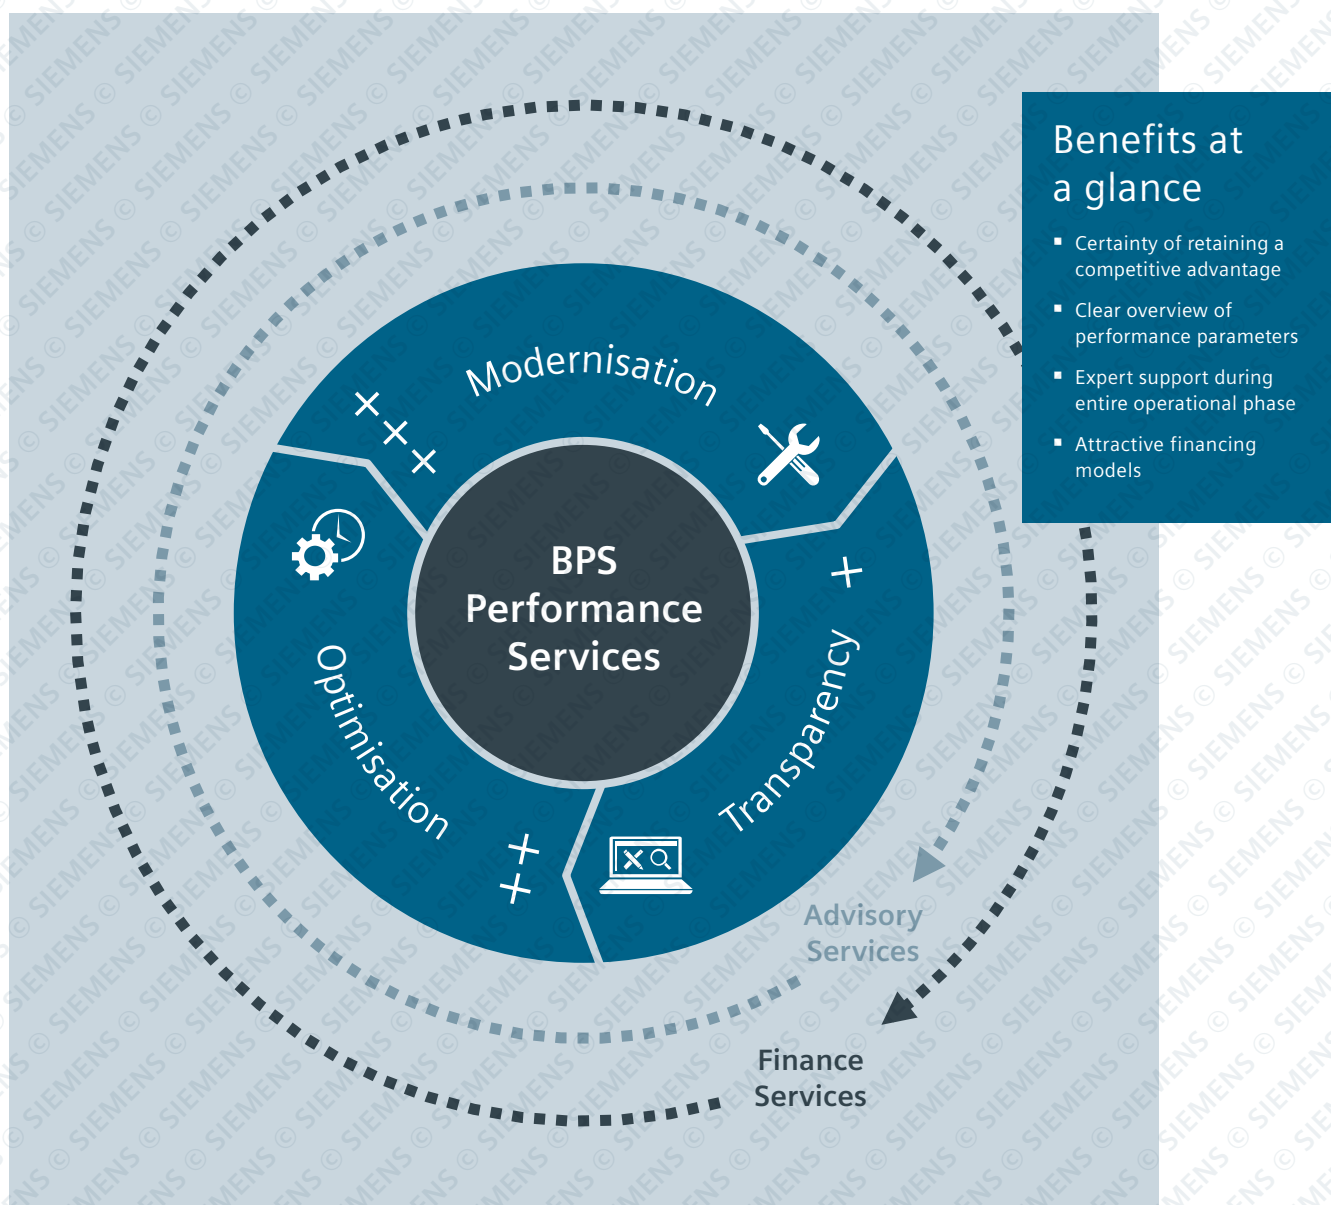 Benefits at
a glance
▪ Certainty of retaining a
competitive advantage
▪ Clear overview of
performance parameters
▪ Expert support during
entire operational phase
▪ Attractive financing
models
Modernisation
BPS
Performance
Services
Optimisation
Transparency
Advisory
Services
Finance
Services
© SIEMENS